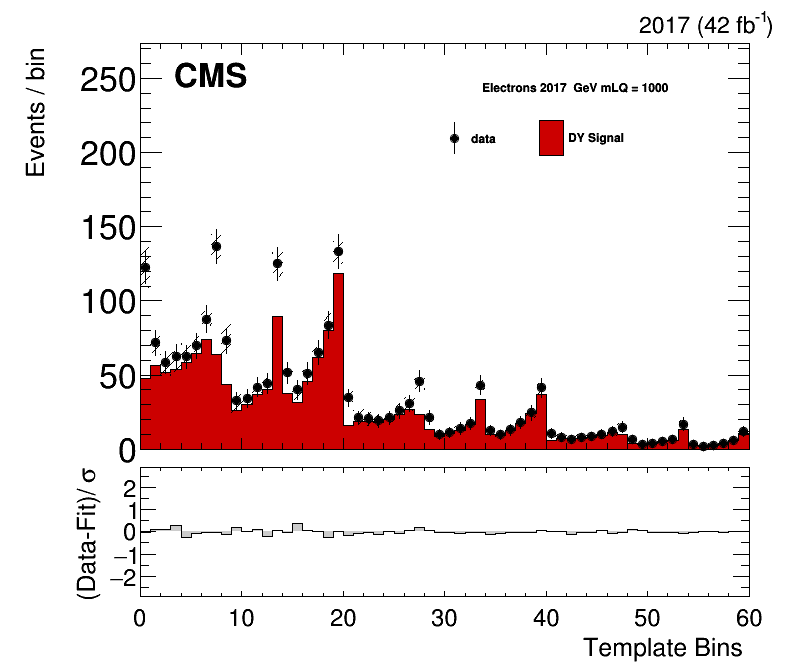 2017 (42 fb-1)
CMS
Electrons 2017 GeV mLQ = 1000
data
DY Signal
Events / bin
250
200
150
100
50
0
(Data-Fit)/ σ
2
1
0
−1
−2
0 10 20 30 40 50 60
Template Bins